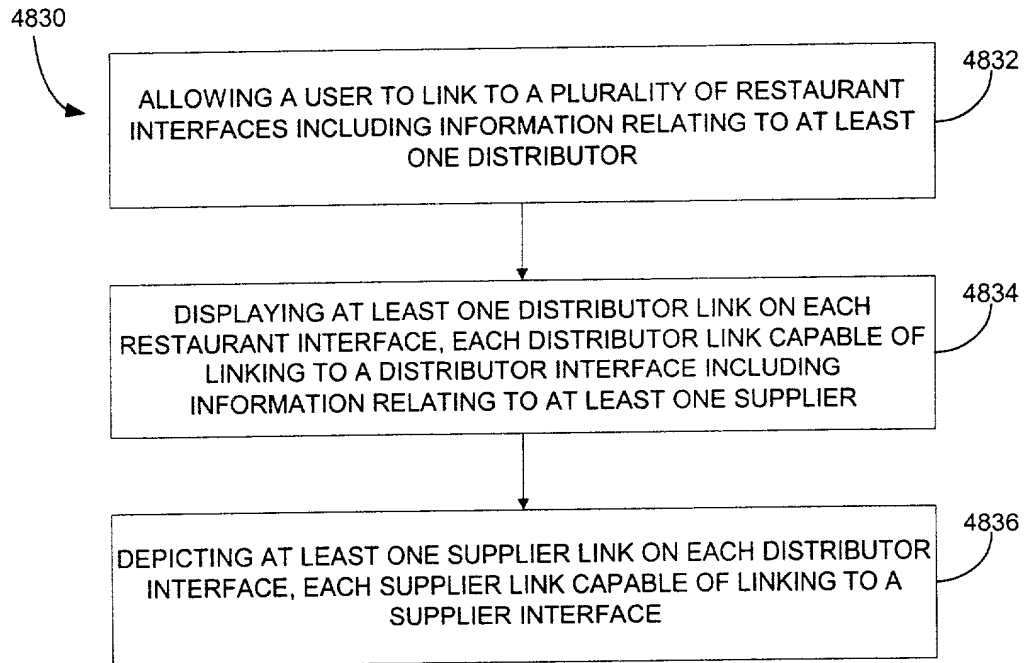 4830
4832
ALLOWING A USER TO LINK TO A PLURALITY OF RESTAURANT
INTERFACES INCLUDING INFORMATION RELATING TO AT LEAST
ONE DISTRIBUTOR
4834
DISPLAYING AT LEAST ONE DISTRIBUTOR LINK ON EACH
RESTAURANT INTERFACE, EACH DISTRIBUTOR LINK CAPABLE OF
LINKING TO A DISTRIBUTOR INTERFACE INCLUDING
INFORMATION RELATING TO AT LEAST ONE SUPPLIER
4836
DEPICTING AT LEAST ONE SUPPLIER LINK ON EACH DISTRIBUTOR
INTERFACE, EACH SUPPLIER LINK CAPABLE OF LINKING TO A
SUPPLIER INTERFACE